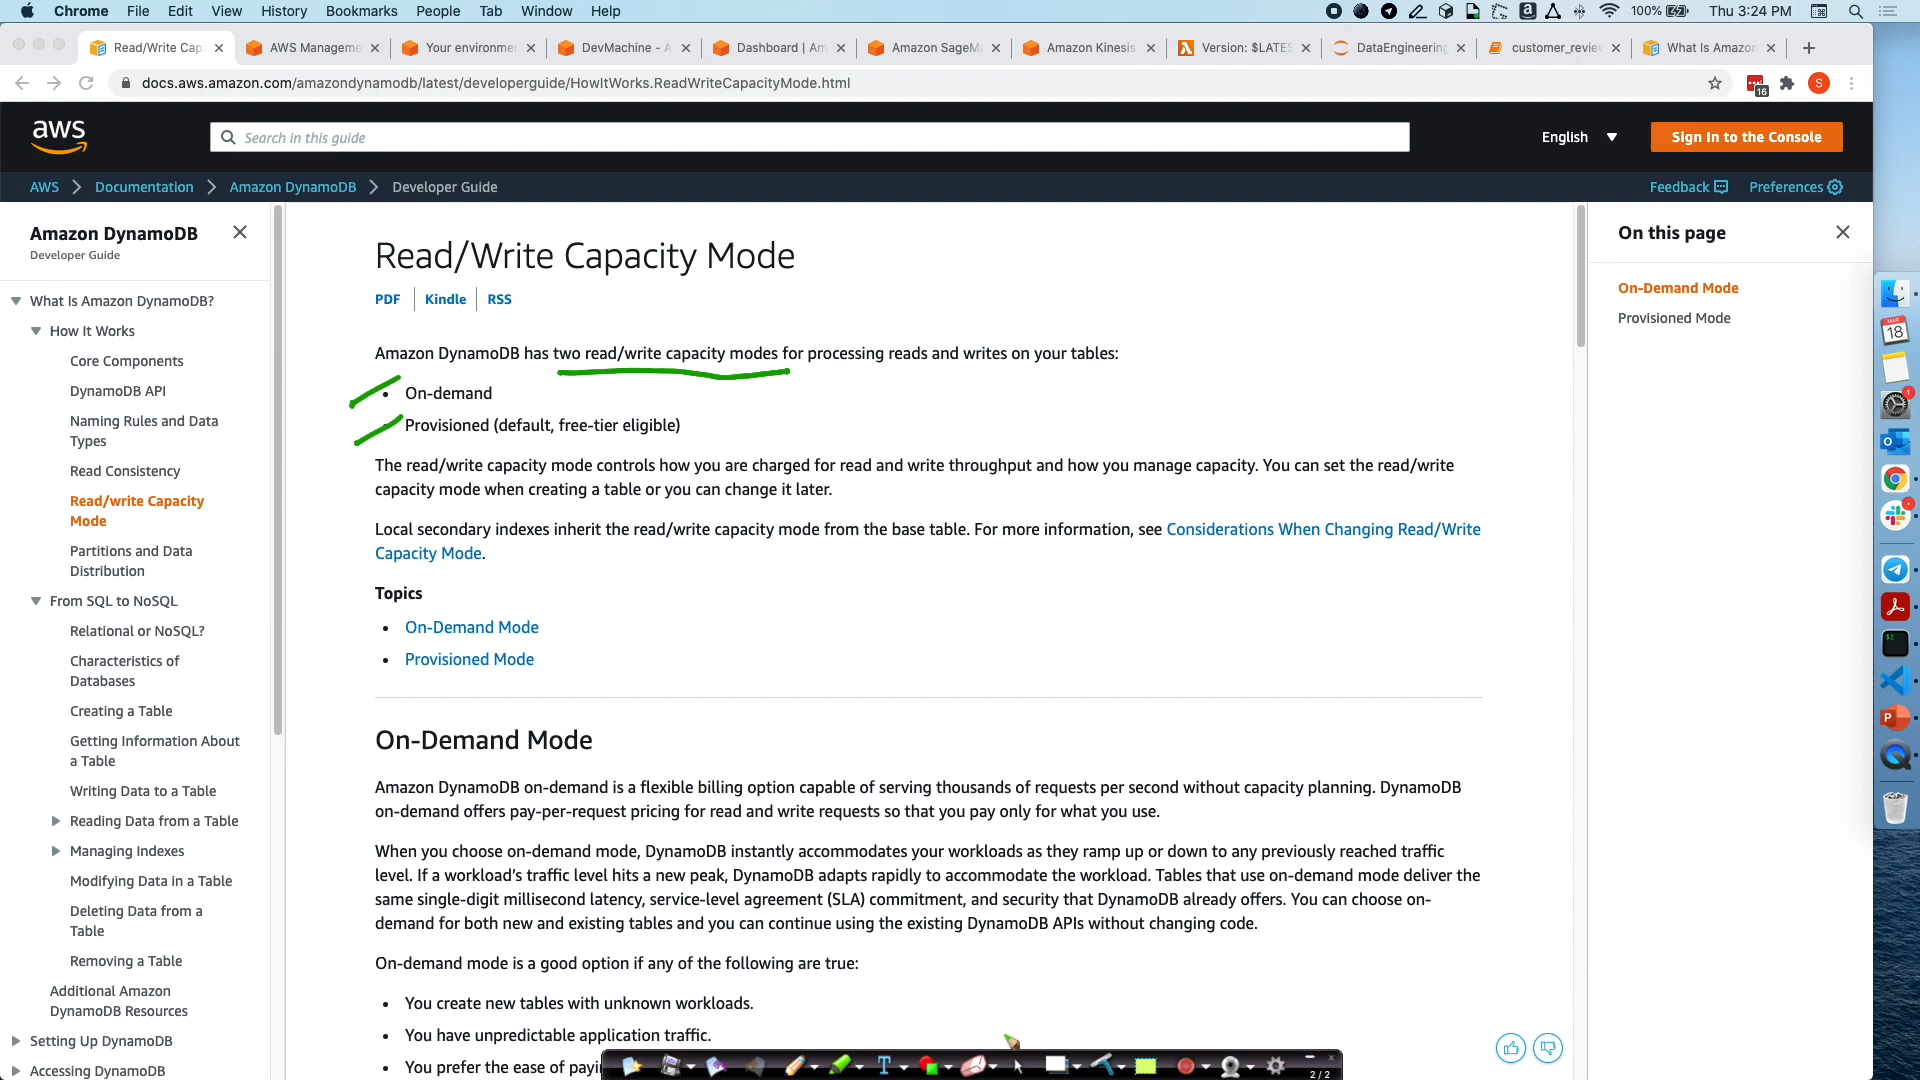 Chrome File Edit View History Bookmarks People Tab Window Help 100% Thu 3:24 PM
Read/Write Cap AWS Manageme Your environme DevMachine - A Dashboard | Am Amazon SageMa Amazon Kinesis Version: $LATES DataEngineering customer_review What Is Amazon
docs.aws.amazon.com/amazondynamodb/latest/developerguide/HowItWorks.ReadWriteCapacityMode.html 16 S
aws Search in this guide English Sign In to the Console
AWS Documentation Amazon DynamoDB Developer Guide Feedback Preferences
Amazon DynamoDB
Developer Guide
What Is Amazon DynamoDB?
How It Works
Core Components
DynamoDB API
Naming Rules and Data
Types
Read Consistency
Read/write Capacity
Mode
Partitions and Data
Distribution
From SQL to NoSQL
Relational or NoSQL?
Characteristics of
Databases
Creating a Table
Getting Information About
a Table
Writing Data to a Table
Reading Data from a Table
Managing Indexes
Modifying Data in a Table
Deleting Data from a
Table
Removing a Table
Additional Amazon
DynamoDB Resources
Setting Up DynamoDB
Accessing DynamoDB
Read/Write Capacity Mode
PDF Kindle RSS
Amazon DynamoDB has two read/write capacity modes for processing reads and writes on your tables:
• On-demand
Provisioned (default, free-tier eligible)
The read/write capacity mode controls how you are charged for read and write throughput and how you manage capacity. You can set the read/write
capacity mode when creating a table or you can change it later.
Local secondary indexes inherit the read/write capacity mode from the base table. For more information, see Considerations When Changing Read/Write
Capacity Mode.
Topics
• On-Demand Mode
• Provisioned Mode
On-Demand Mode
Amazon DynamoDB on-demand is a flexible billing option capable of serving thousands of requests per second without capacity planning. DynamoDB
on-demand offers pay-per-request pricing for read and write requests so that you pay only for what you use.
When you choose on-demand mode, DynamoDB instantly accommodates your workloads as they ramp up or down to any previously reached traffic
level. If a workload's traffic level hits a new peak, DynamoDB adapts rapidly to accommodate the workload. Tables that use on-demand mode deliver the
same single-digit millisecond latency, service-level agreement (SLA) commitment, and security that DynamoDB already offers. You can choose on-
demand for both new and existing tables and you can continue using the existing DynamoDB APIs without changing code.
On-demand mode is a good option if any of the following are true:
• You create new tables with unknown workloads.
• You have unpredictable application traffic.
• You prefer the ease of payi
2/2
On this page
On-Demand Mode
Provisioned Mode
MAR
18
1